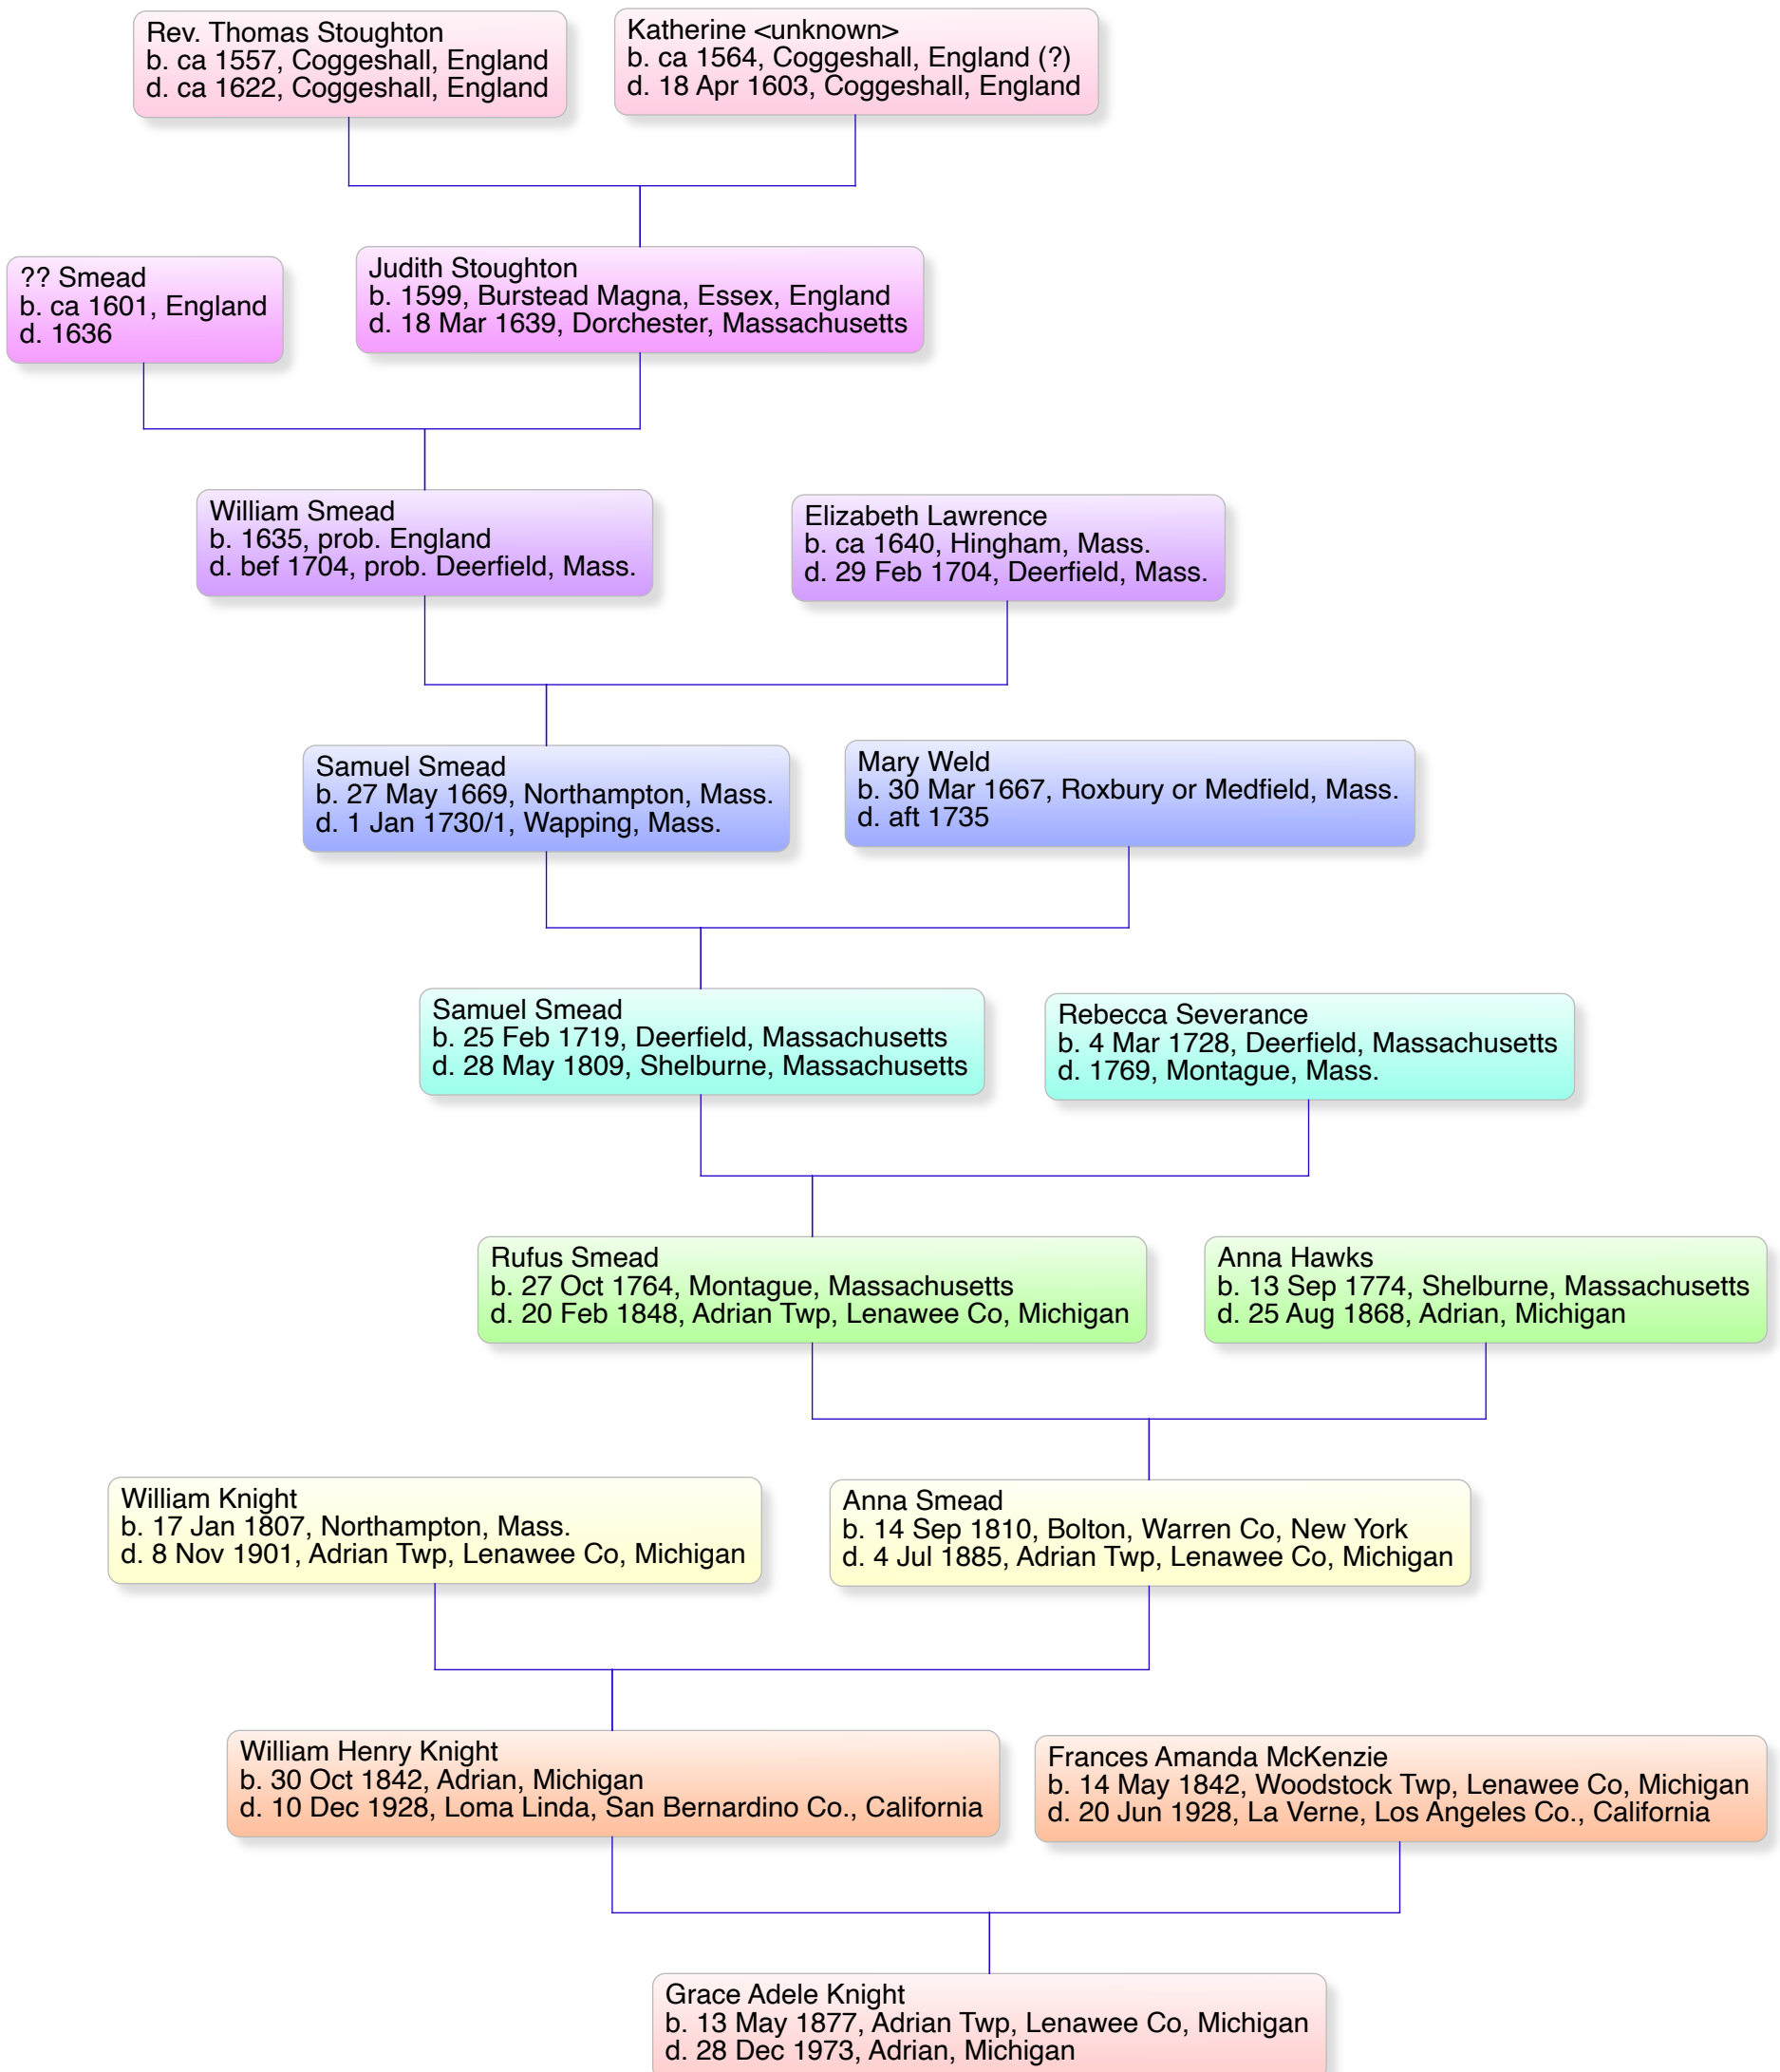 Rev. Thomas Stoughton
b. ca 1557, Coggeshall, England
d. ca 1622, Coggeshall, England
Katherine <unknown>
b. ca 1564, Coggeshall, England (?)
d. 18 Apr 1603, Coggeshall, England
?? Smead
b. ca 1601, England
d. 1636
Judith Stoughton
b. 1599, Burstead Magna, Essex, England
d. 18 Mar 1639, Dorchester, Massachusetts
William Smead
b. 1635, prob. England
d. bef 1704, prob. Deerfield, Mass.
Elizabeth Lawrence
b. ca 1640, Hingham, Mass.
d. 29 Feb 1704, Deerfield, Mass.
Samuel Smead
b. 27 May 1669, Northampton, Mass.
d. 1 Jan 1730/1, Wapping, Mass.
Mary Weld
b. 30 Mar 1667, Roxbury or Medfield, Mass.
d. aft 1735
Samuel Smead
b. 25 Feb 1719, Deerfield, Massachusetts
d. 28 May 1809, Shelburne, Massachusetts
Rebecca Severance
b. 4 Mar 1728, Deerfield, Massachusetts
d. 1769, Montague, Mass.
Rufus Smead
b. 27 Oct 1764, Montague, Massachusetts
d. 20 Feb 1848, Adrian Twp, Lenawee Co, Michigan
Anna Hawks
b. 13 Sep 1774, Shelburne, Massachusetts
d. 25 Aug 1868, Adrian, Michigan
William Knight
b. 17 Jan 1807, Northampton, Mass.
d. 8 Nov 1901, Adrian Twp, Lenawee Co, Michigan
Anna Smead
b. 14 Sep 1810, Bolton, Warren Co, New York
d. 4 Jul 1885, Adrian Twp, Lenawee Co, Michigan
William Henry Knight
b. 30 Oct 1842, Adrian, Michigan
d. 10 Dec 1928, Loma Linda, San Bernardino Co., California
Frances Amanda McKenzie
b. 14 May 1842, Woodstock Twp, Lenawee Co, Michigan
d. 20 Jun 1928, La Verne, Los Angeles Co., California
Grace Adele Knight
b. 13 May 1877, Adrian Twp, Lenawee Co, Michigan
d. 28 Dec 1973, Adrian, Michigan